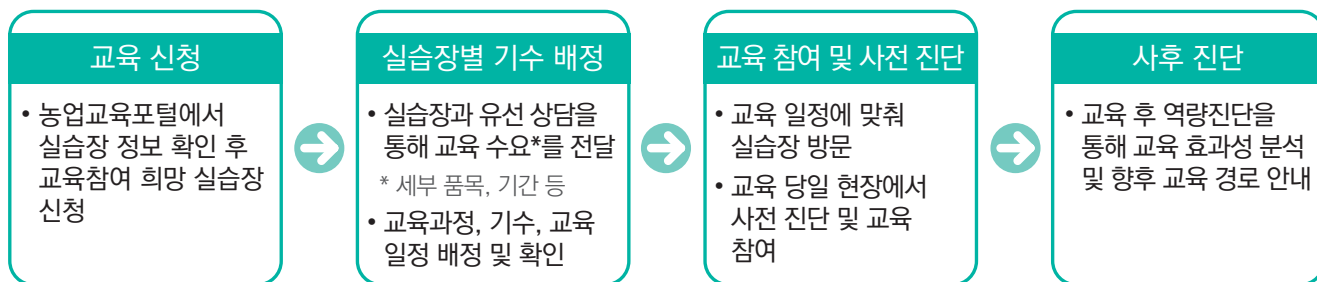 교육 신청
• 농업교육포털에서
실습장 정보 확인 후
교육참여 희망 실습장
신청
실습장별 기수 배정
• 실습장과 유선 상담을
통해 교육 수요*를 전달
* 세부 품목, 기간 등
• 교육과정, 기수, 교육
일정 배정 및 확인
교육 참여 및 사전 진단
• 교육 일정에 맞춰
실습장 방문
• 교육 당일 현장에서
사전 진단 및 교육
참여
사후 진단
• 교육 후 역량진단을
통해 교육 효과성 분석
및 향후 교육 경로 안내